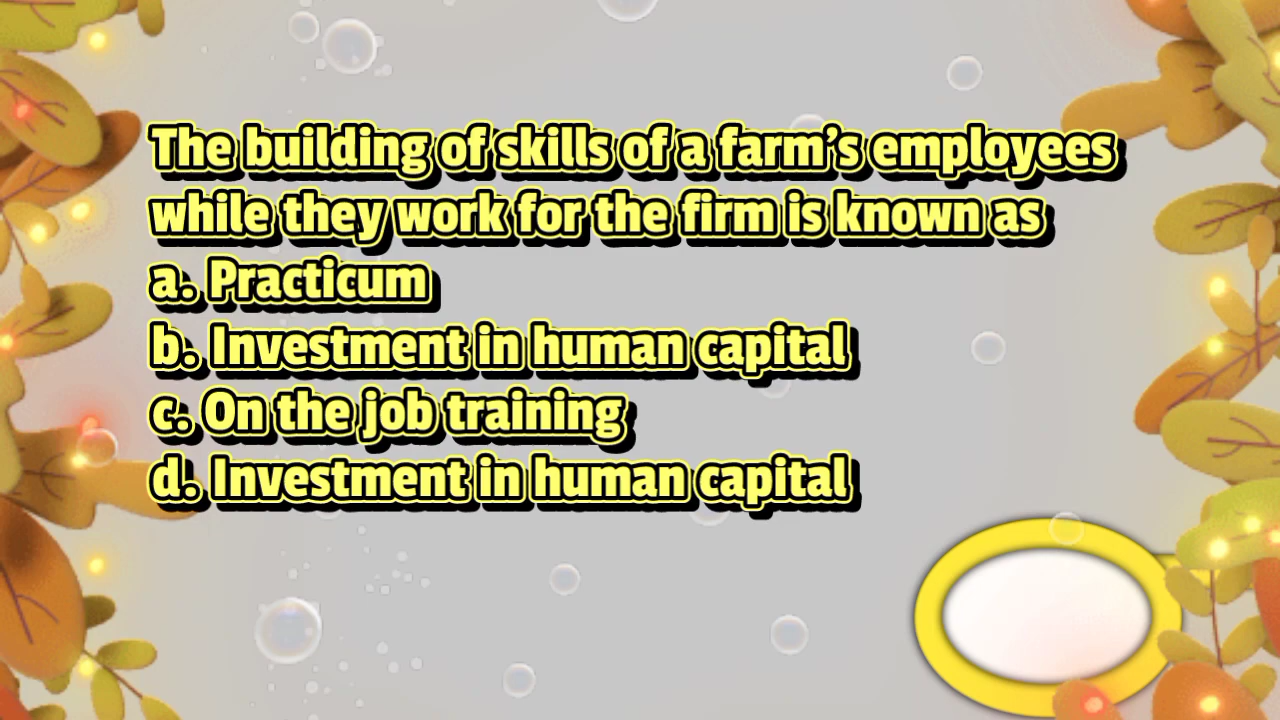 The building of skills of a farm's employees
while they work for the firm is known as
a. Practicum
b. Investment in human capital
c. On the job training
d. Investment in human capital